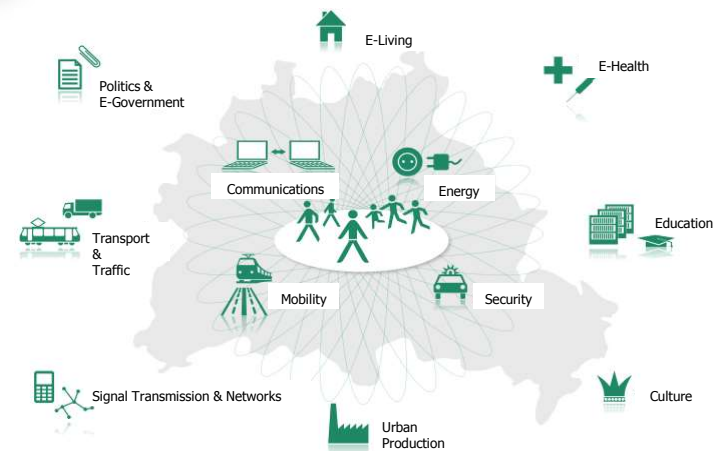 E-Living
E-Health
Politics &
E-Government
Communications
Energy
Education
Transport
&
Traffic
Mobility
Security
Signal Transmission & Networks
Culture
Urban
Production